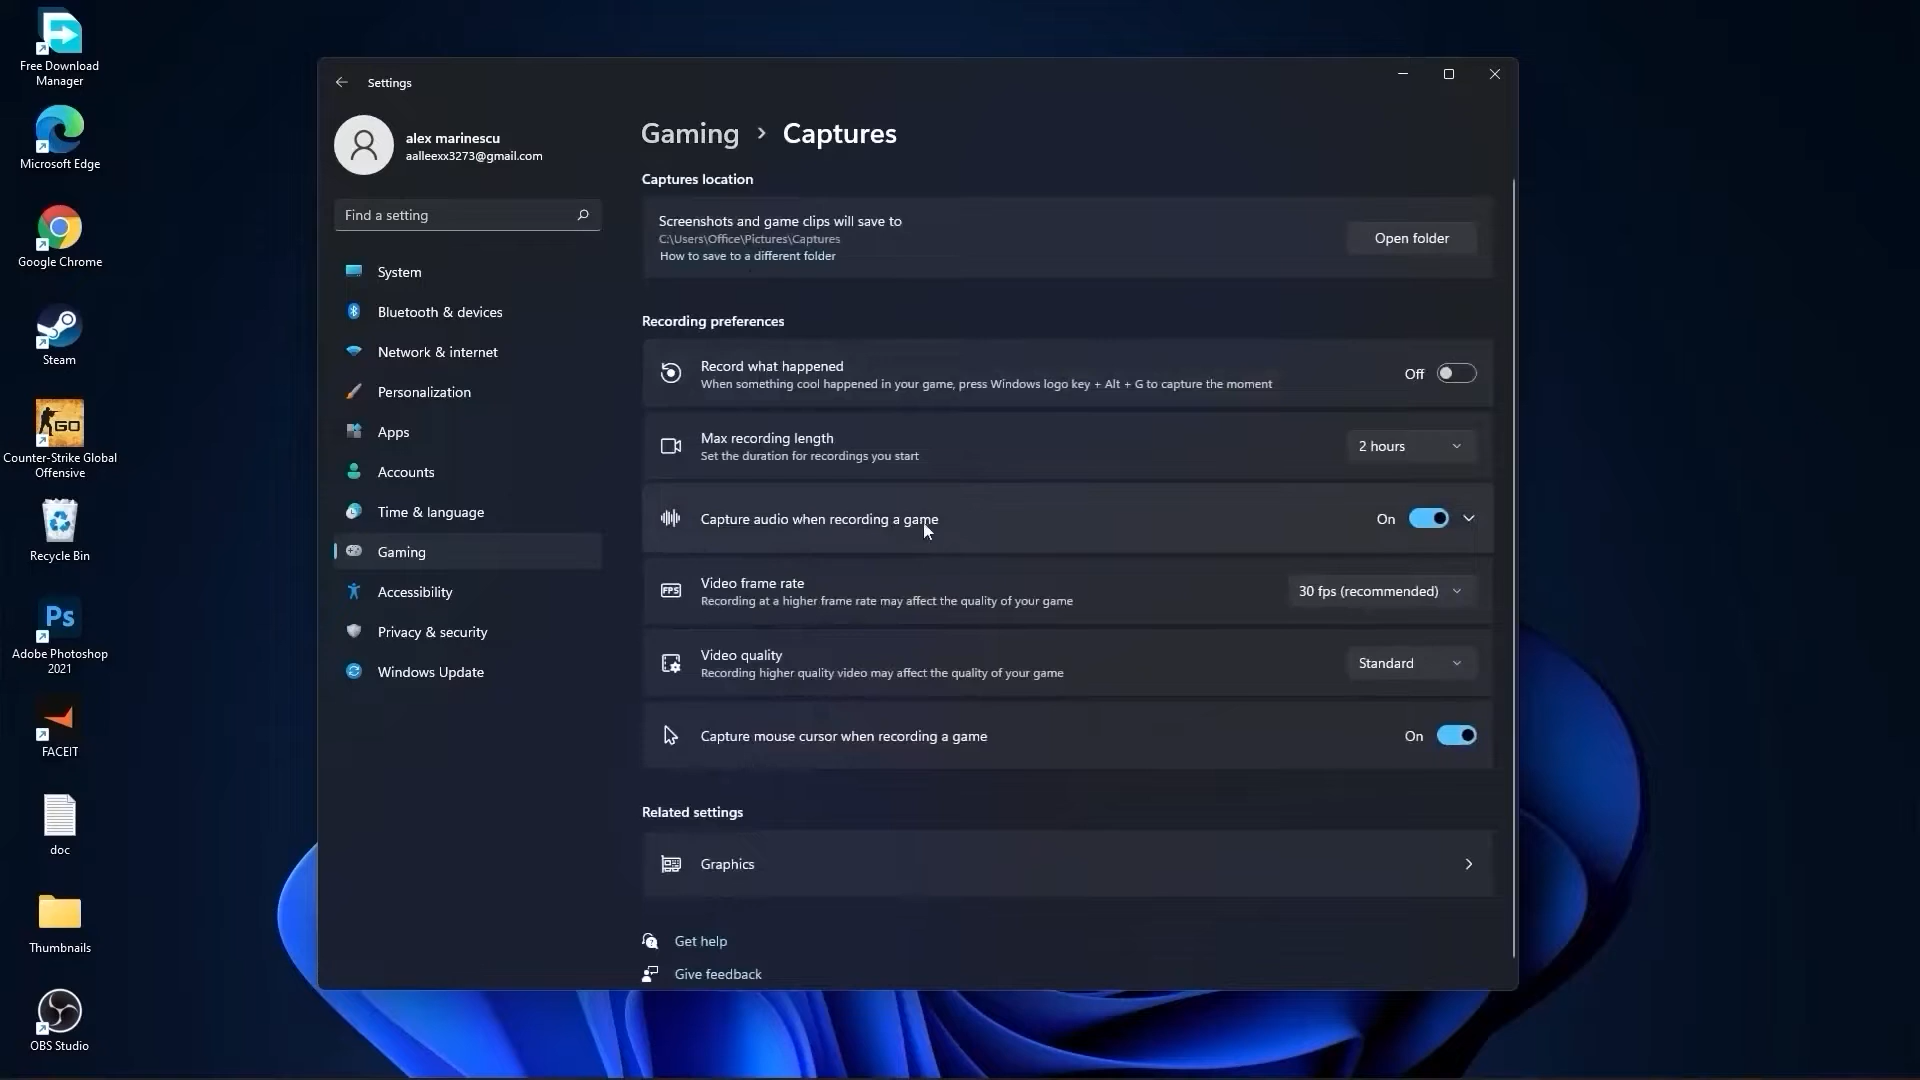 Free Download
Manager
Microsoft Edge
Google Chrome
Steam
GO
Counter-Strike Global
Offensive
Recycle Bin
Ps
Adobe Photoshop
2021
FACEIT
doc
Thumbnails
OBS Studio
Settings
alex marinescu
aalleexx3273@gmail.com
Find a setting
System
Bluetooth & devices
Network & internet
Personalization
Apps
Accounts
Time & language
Gaming
Accessibility
Privacy & security
Windows Update
Gaming › Captures
Captures location
Screenshots and game clips will save to
C:\Users\Office\Pictures\Captures
How to save to a different folder
Open folder
Recording preferences
Record what happened
When something cool happened in your game, press Windows logo key + Alt + G to capture the moment
Off
Max recording length
Set the duration for recordings you start
2 hours
Capture audio when recording a game
On
FPS
Video frame rate
Recording at a higher frame rate may affect the quality of your game
30 fps (recommended)
Video quality
Recording higher quality video may affect the quality of your game
Standard
Capture mouse cursor when recording a game
On
Related settings
Graphics
Get help
Give feedback